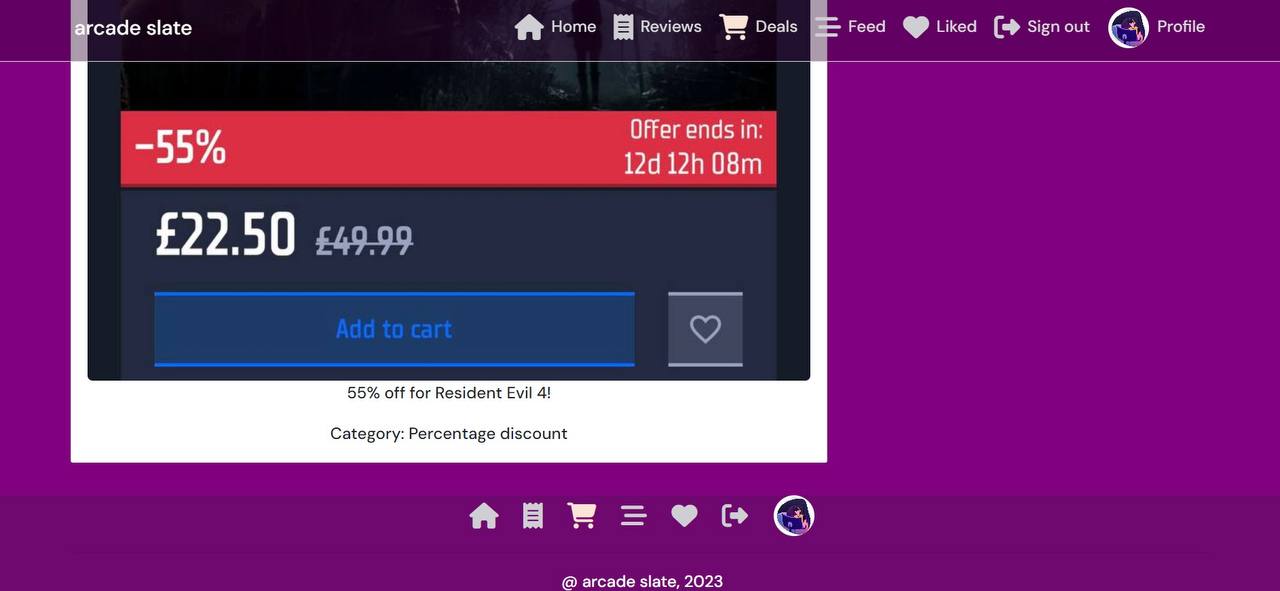 arcade slate
Home
Reviews
Deals
Feed
Liked
Sign out
Profile
-55%
Offer ends in:
12d 12h 08m
£22.50 £49.99
Add to cart
55% off for Resident Evil 4!
Category: Percentage discount
@ arcade slate, 2023